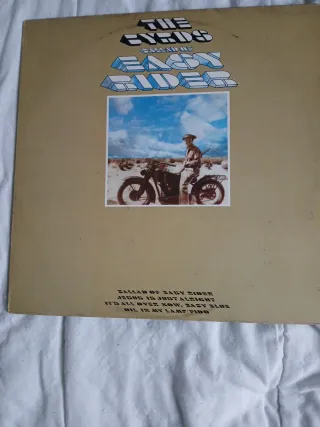 THE
BYRDS
BALLAD OF
EASY
RIDER
BALLAD OF EASY RIDER
JESUS IS JUST ALRIGHT
IT'S ALL OVER NOW, BABY BLUE
OIL IN MY LAMP